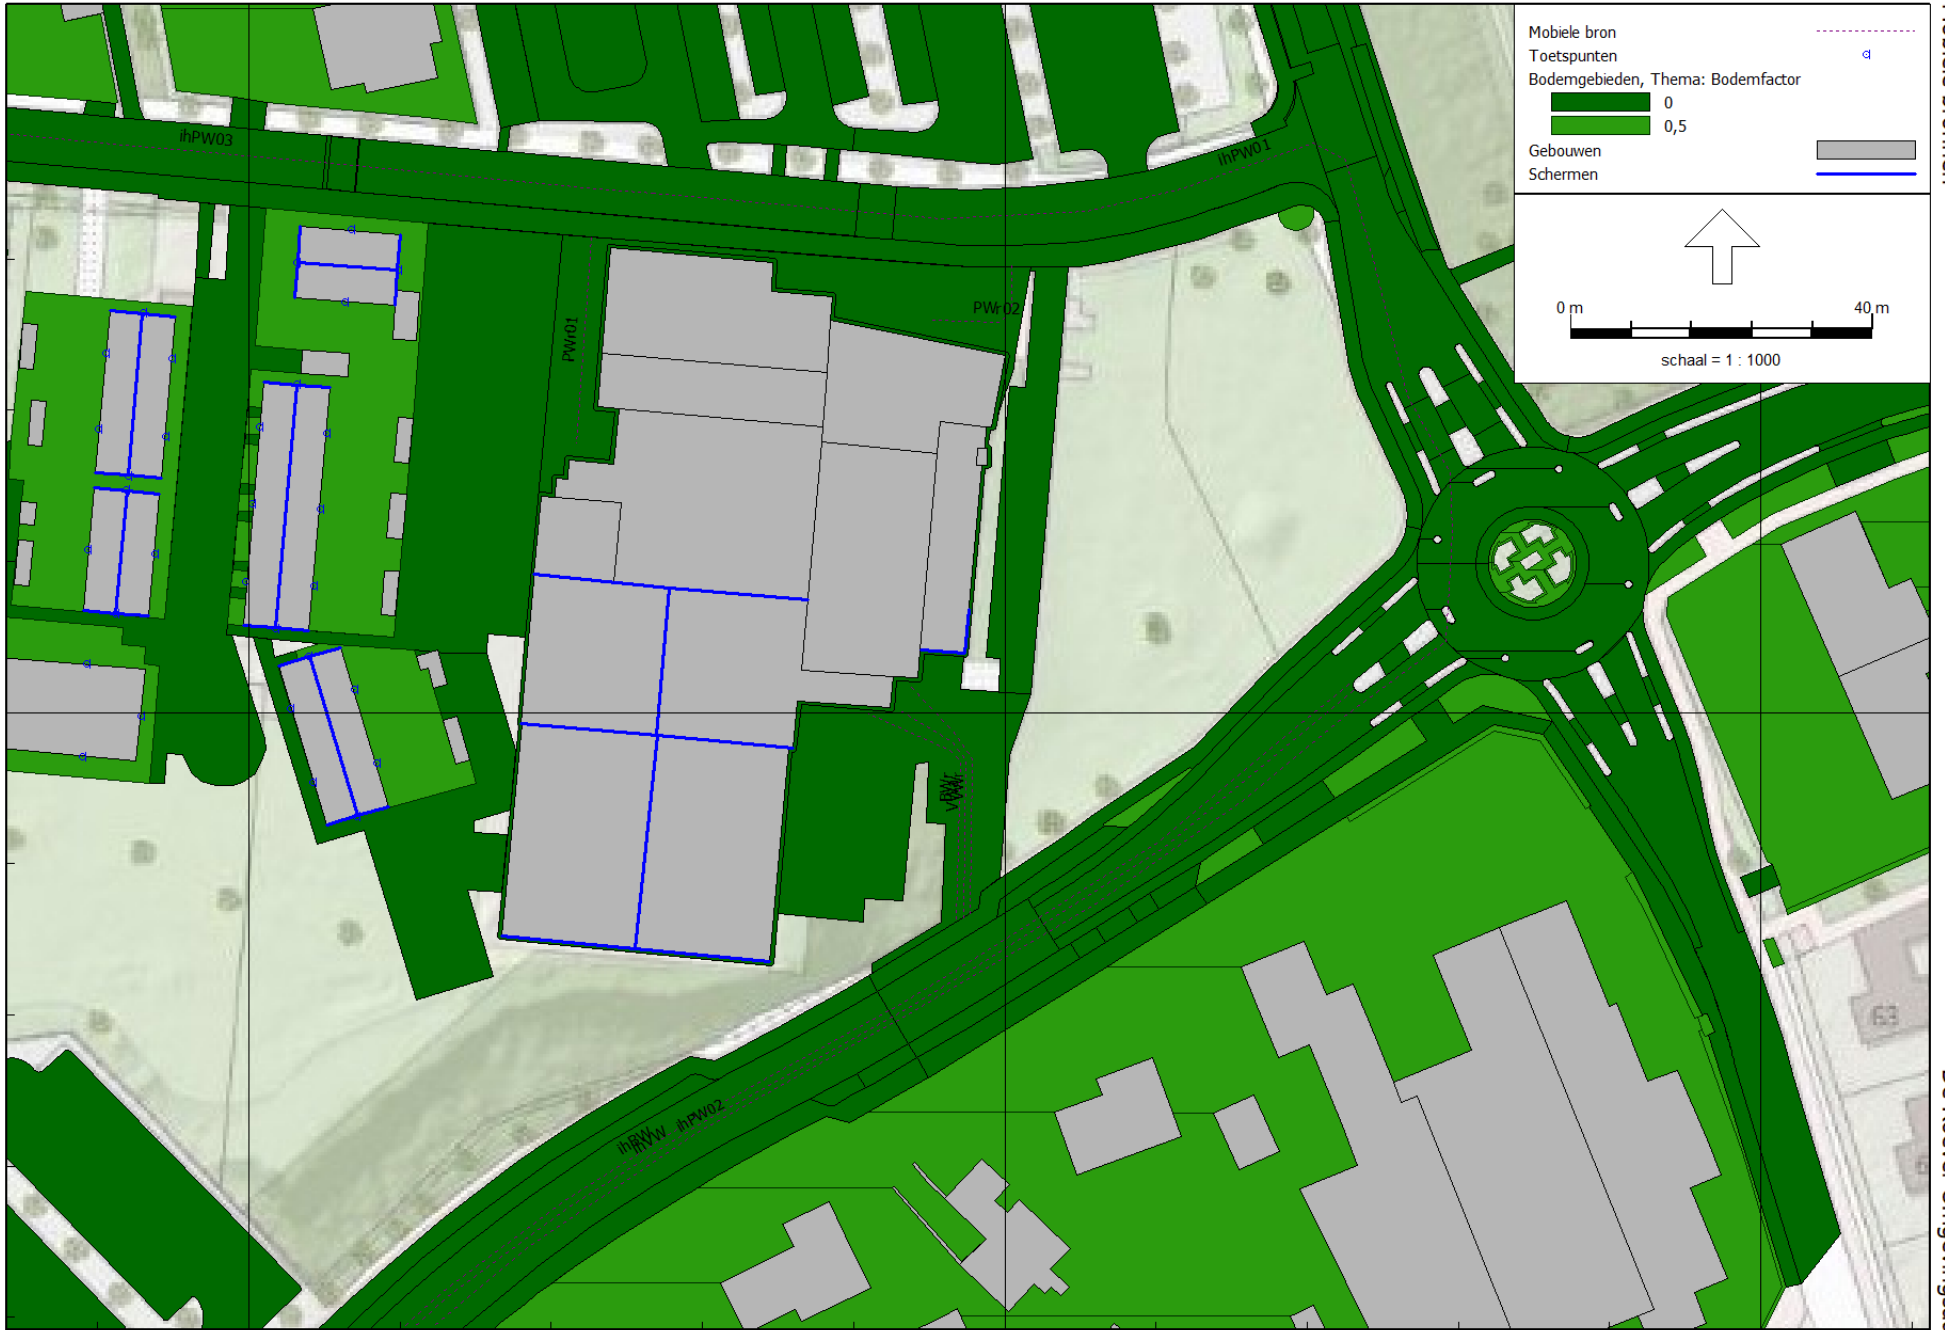 Mobiele bron
Toetspunten
Bodemgebieden, Thema: Bodemfactor
0
0,5
Gebouwen
Schermen
0 m
40 m
schaal = 1 : 1000
ihPW03
ihPW01
PWr01
PWr02
ihPW02
63